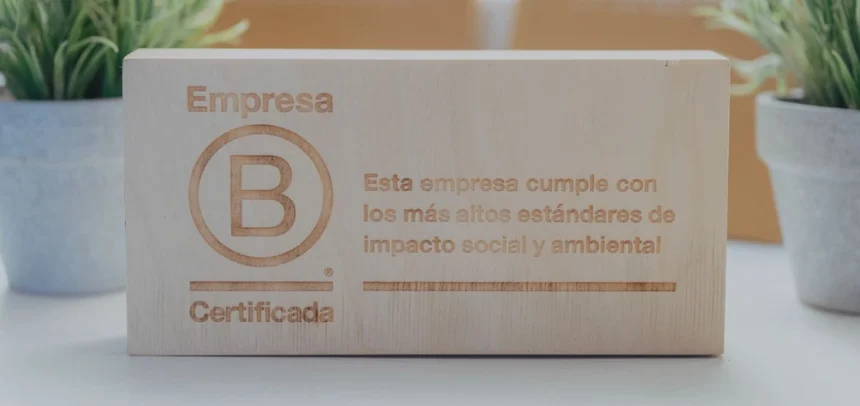 Empresa
B
®
Certificada
Esta empresa cumple con
los más altos estándares de
impacto social y ambiental